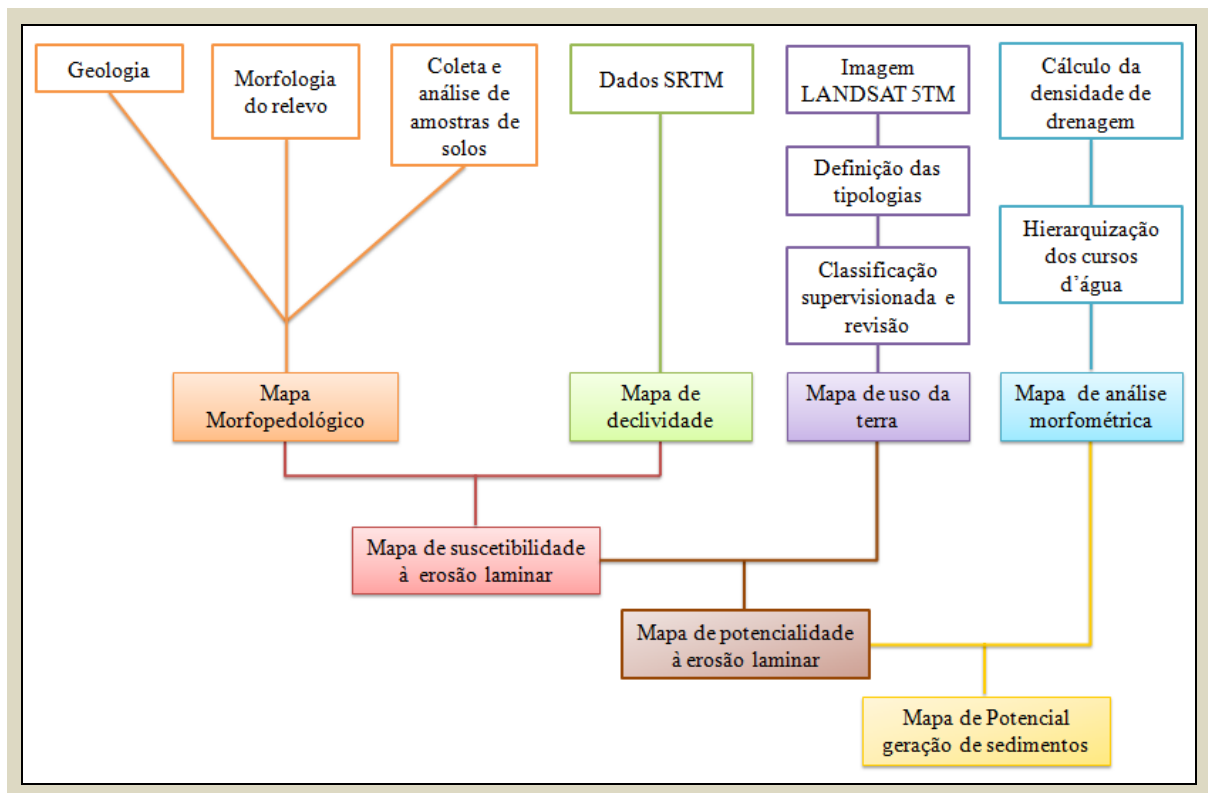 Geologia
Morfologia
do relevo
Coleta e
análise de
amostras de
solos
Dados SRTM
Imagem
LANDSAT 5TM
Cálculo da
densidade de
drenagem
Definição das
tipologias
Hierarquização
dos cursos
d'água
Classificação
supervisionada e
revisão
Mapa
Morfopedológico
Mapa de
declividade
Mapa de uso da
terra
Mapa de análise
morfométrica
Mapa de suscetibilidade
à erosão laminar
Mapa de potencialidade
à erosão laminar
Mapa de Potencial
geração de sedimentos